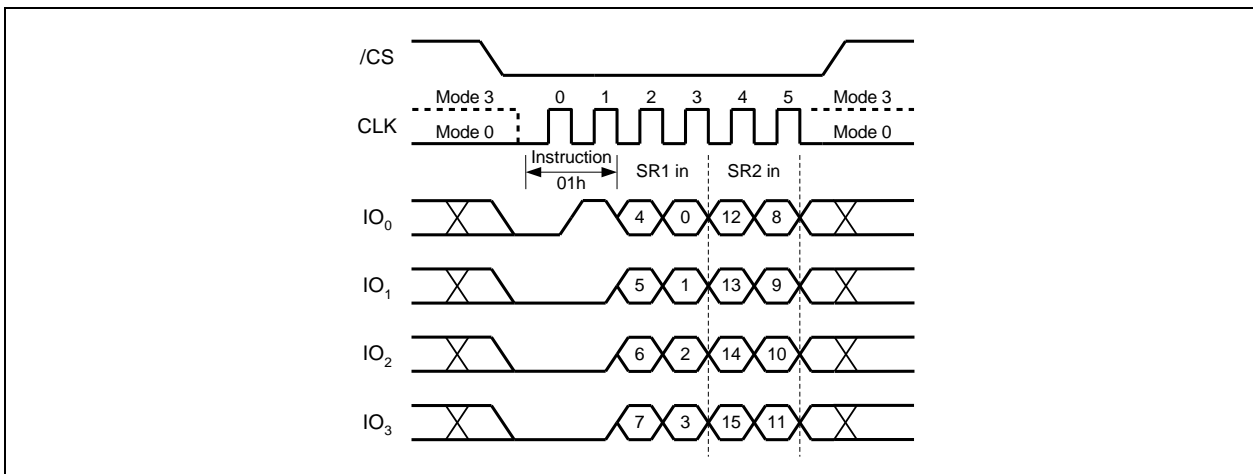 /CS
Mode 3 0 1 2 3 4 5 Mode 3
CLK Mode 0 Mode 0
Instruction SR1 in SR2 in
01h
IO0 4 0 12 8
IO1 5 1 13 9
IO2 6 2 14 10
IO3 7 3 15 11